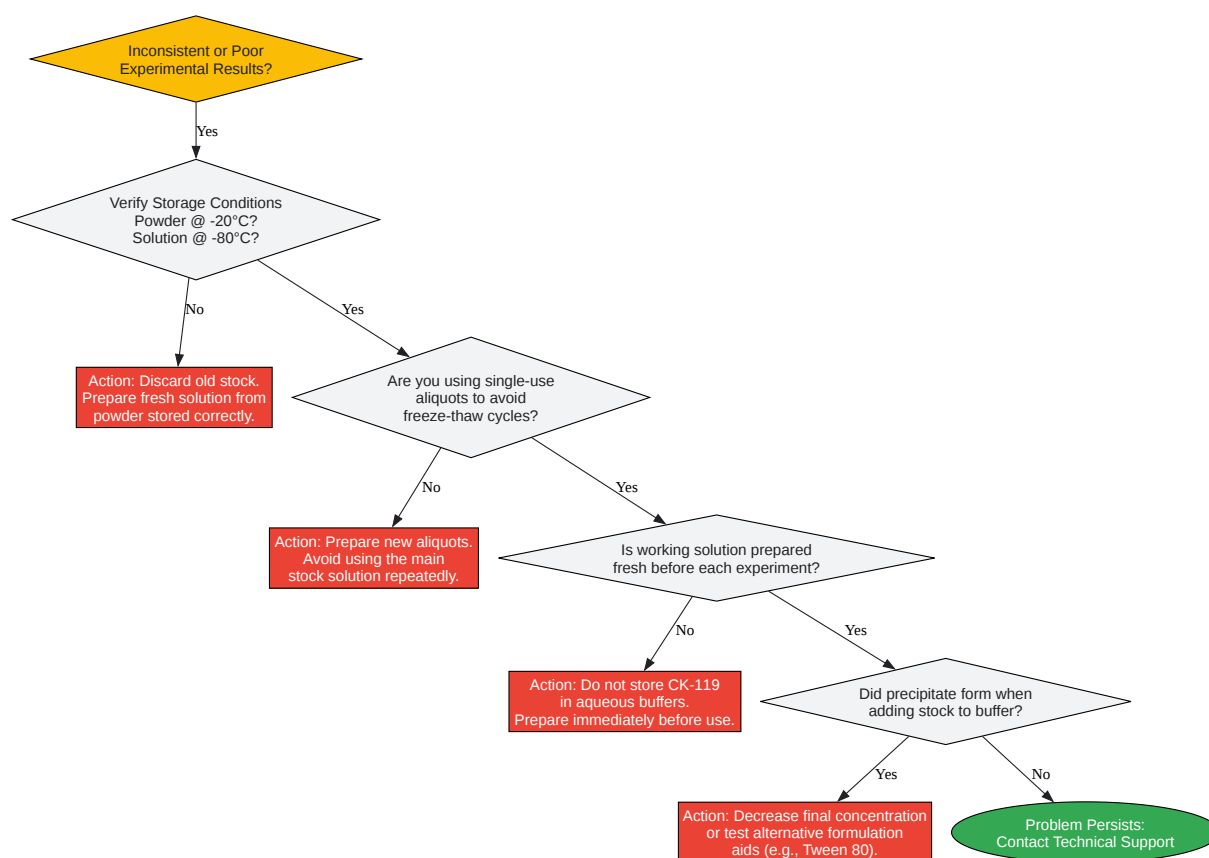 Inconsistent or Poor
Experimental Results?
Yes
Verify Storage Conditions
Powder @ -20°C?
Solution @ -80°C?
No
Yes
Action: Discard old stock.
Prepare fresh solution from
powder stored correctly.
Are you using single-use
aliquots to avoid
freeze-thaw cycles?
No
Yes
Action: Prepare new aliquots.
Avoid using the main
stock solution repeatedly.
Is working solution prepared
fresh before each experiment?
No
Yes
Action: Do not store CK-119
in aqueous buffers.
Prepare immediately before use.
Did precipitate form when
adding stock to buffer?
Yes
No
Action: Decrease final concentration
or test alternative formulation
aids (e.g., Tween 80).
Problem Persists:
Contact Technical Support